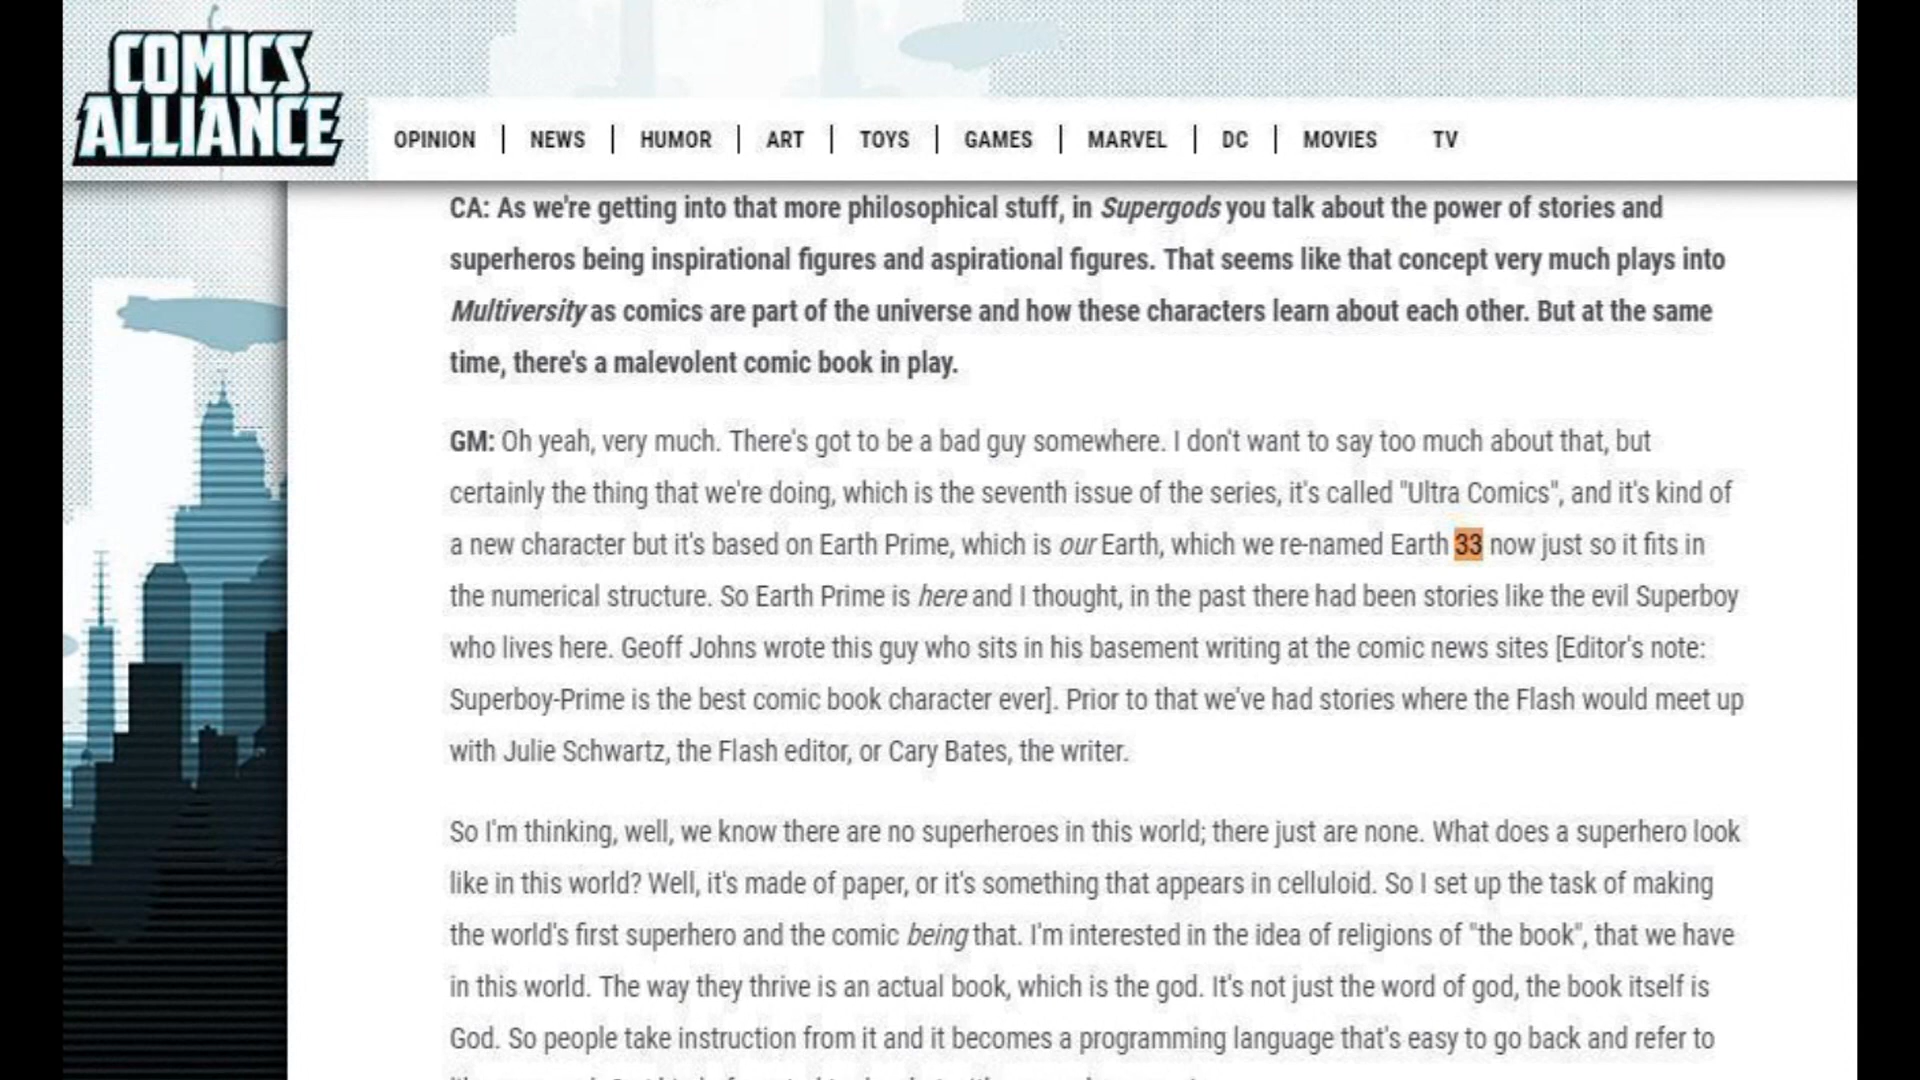 COMICS
ALLIANCE
OPINION | NEWS | HUMOR | ART | TOYS | GAMES | MARVEL | DC | MOVIES TV
CA: As we're getting into that more philosophical stuff, in Supergods you talk about the power of stories and
superheros being inspirational figures and aspirational figures. That seems like that concept very much plays into
Multiversity as comics are part of the universe and how these characters learn about each other. But at the same
time, there's a malevolent comic book in play.
GM: Oh yeah, very much. There's got to be a bad guy somewhere. I don't want to say too much about that, but
certainly the thing that we're doing, which is the seventh issue of the series, it's called "Ultra Comics", and it's kind of
a new character but it's based on Earth Prime, which is our Earth, which we re-named Earth 33 now just so it fits in
the numerical structure. So Earth Prime is here and I thought, in the past there had been stories like the evil Superboy
who lives here. Geoff Johns wrote this guy who sits in his basement writing at the comic news sites [Editor's note:
Superboy-Prime is the best comic book character ever]. Prior to that we've had stories where the Flash would meet up
with Julie Schwartz, the Flash editor, or Cary Bates, the writer.
So I'm thinking, well, we know there are no superheroes in this world; there just are none. What does a superhero look
like in this world? Well, it's made of paper, or it's something that appears in celluloid. So I set up the task of making
the world's first superhero and the comic being that. I'm interested in the idea of religions of "the book", that we have
in this world. The way they thrive is an actual book, which is the god. It's not just the word of god, the book itself is
God. So people take instruction from it and it becomes a programming language that's easy to go back and refer to